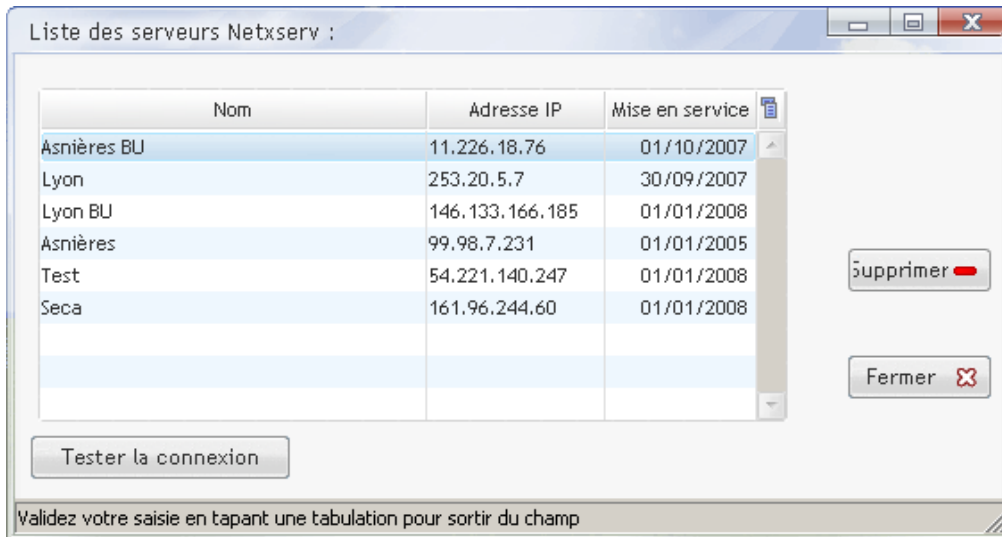 Liste des serveurs Netxserv :
Nom Adresse IP Mise en service
Asnières BU 11.226.18.76 01/10/2007
Lyon 253.20.5.7 30/09/2007
Lyon BU 146.133.166.185 01/01/2008
Asnières 99.98.7.231 01/01/2005
Test 54.221.140.247 01/01/2008
Seca 161.96.244.60 01/01/2008
Supprimer
Fermer
Tester la connexion
Validez votre saisie en tapant une tabulation pour sortir du champ